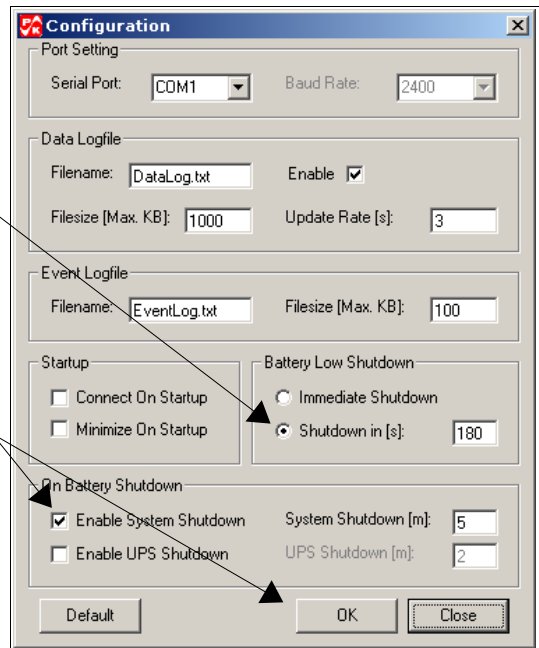 Configuration
Port Setting
Serial Port: COM1 Baud Rate: 2400
Data Logfile
Filename: DataLog.txt Enable
Filesize [Max. KB]: 1000 Update Rate [s]: 3
Event Logfile
Filename: EventLog.txt Filesize [Max. KB]: 100
Startup Battery Low Shutdown
Connect On Startup Immediate Shutdown
Minimize On Startup Shutdown in [s]: 180
On Battery Shutdown
Enable System Shutdown System Shutdown [m]: 5
Enable UPS Shutdown UPS Shutdown [m]: 2
Default OK Close